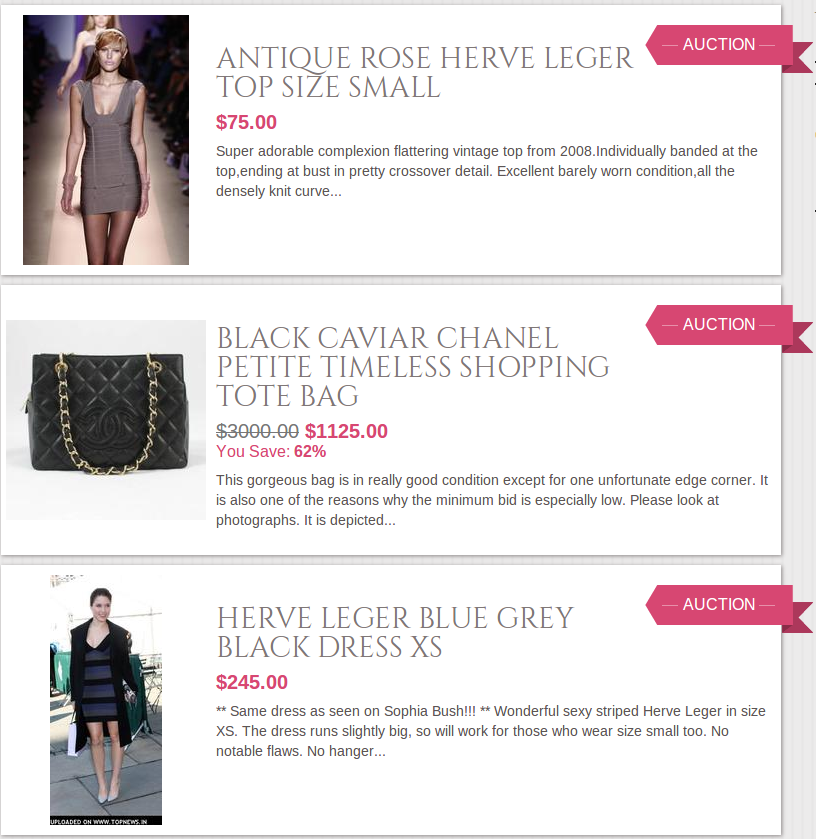 ANTIQUE ROSE HERVE LEGER
TOP SIZE SMALL
AUCTION
$75.00
Super adorable complexion flattering vintage top from 2008.Individually banded at the
top,ending at bust in pretty crossover detail. Excellent barely worn condition,all the
densely knit curve...
BLACK CAVIAR CHANEL
PETITE TIMELESS SHOPPING
TOTE BAG
AUCTION
$3000.00 $1125.00
You Save: 62%
This gorgeous bag is in really good condition except for one unfortunate edge corner. It
is also one of the reasons why the minimum bid is especially low. Please look at
photographs. It is depicted...
HERVE LEGER BLUE GREY
BLACK DRESS XS
AUCTION
$245.00
** Same dress as seen on Sophia Bush!!! ** Wonderful sexy striped Herve Leger in size
XS. The dress runs slightly big, so will work for those who wear size small too. No
notable flaws. No hanger...
UPLOADED ON WWW.TOPNEWS.IN